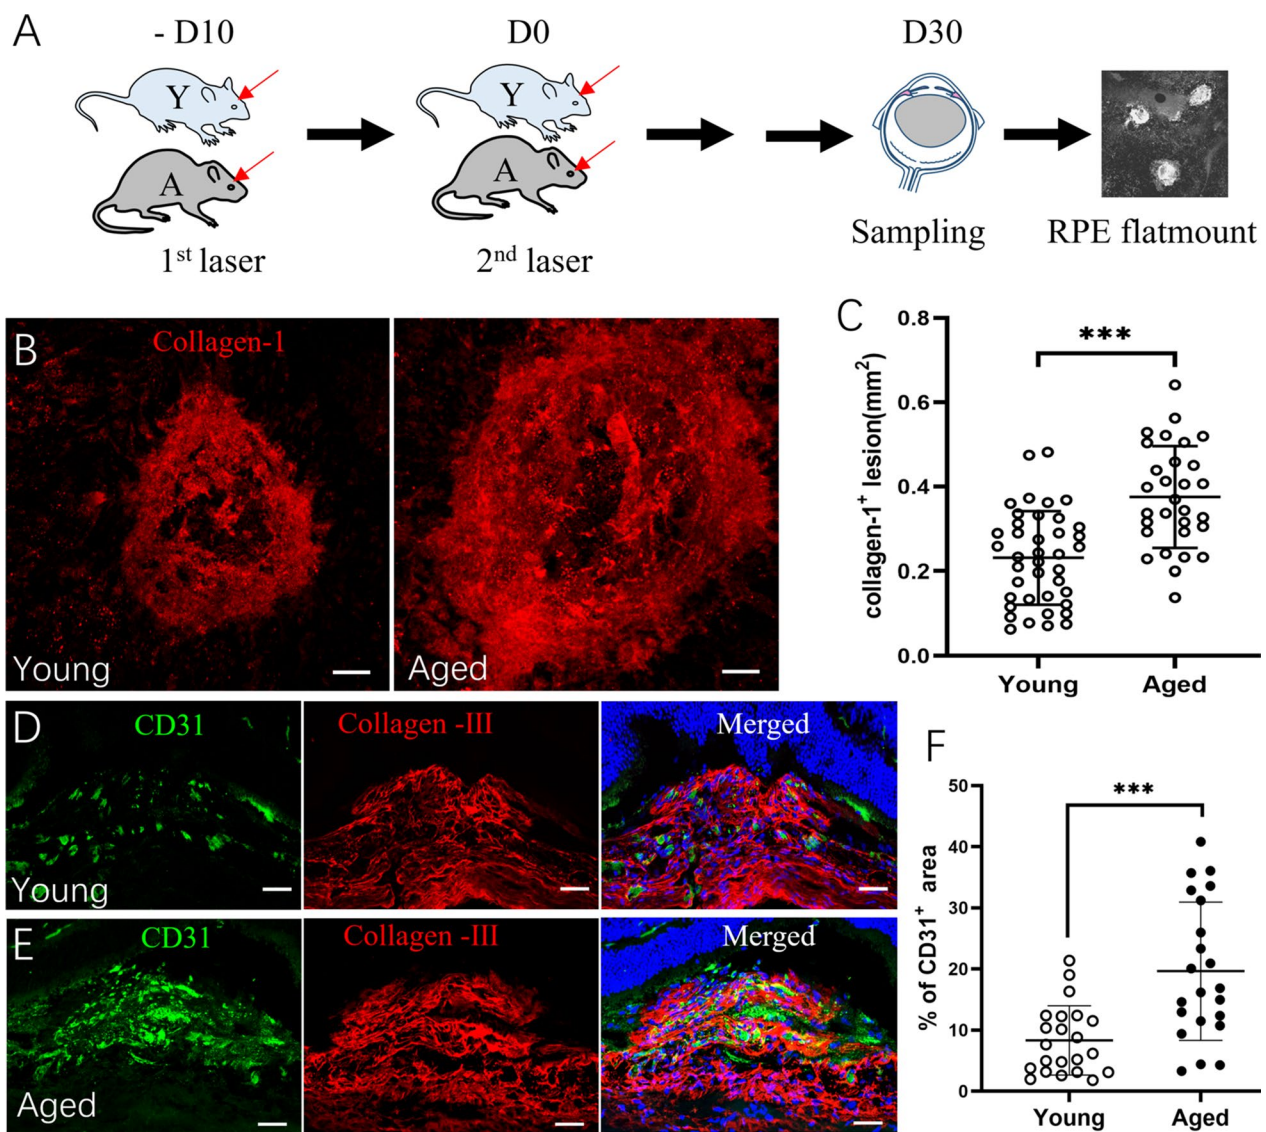 A
- D10
D0
D30
Y
Y
A
A
1st laser
2nd laser
Sampling
RPE flatmount
B
Collagen-1
Young
Aged
C
collagen-1+ lesion(mm2)
0.8
0.6
0.4
0.2
0.0
***
Young
Aged
D
CD31
Collagen -III
Merged
Young
E
CD31
Collagen -III
Merged
Aged
F
% of CD31+ area
50
40
30
20
10
0
***
Young
Aged